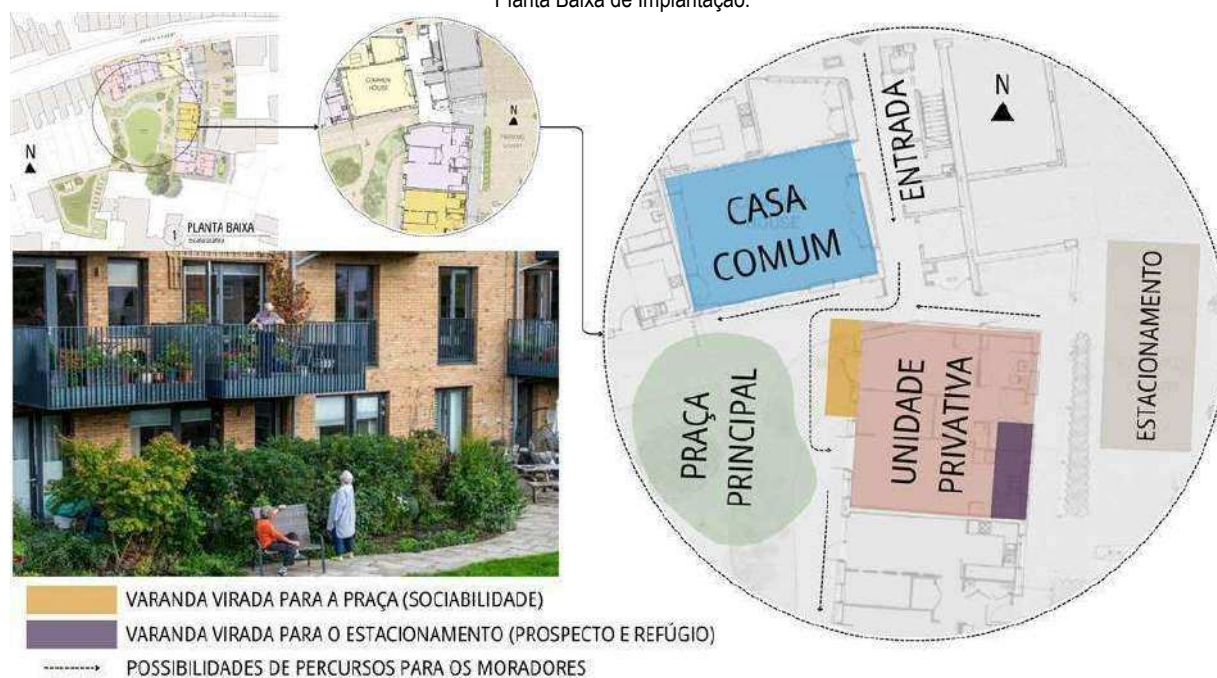 Planta Baixa de Implantação.
N
1 PLANTA BAIXA
COMMON
HOUSE
N
CASA
COMUM
ENTRADA
N
PRAÇA
PRINCIPAL
UNIDADE
PRIVATIVA
ESTACIONAMENTO
VARANDA VIRADA PARA A PRAÇA (SOCIABILIDADE)
VARANDA VIRADA PARA O ESTACIONAMENTO (PROSPECTO E REFÚGIO)
POSSIBILIDADES DE PERCURSOS PARA OS MORADORES